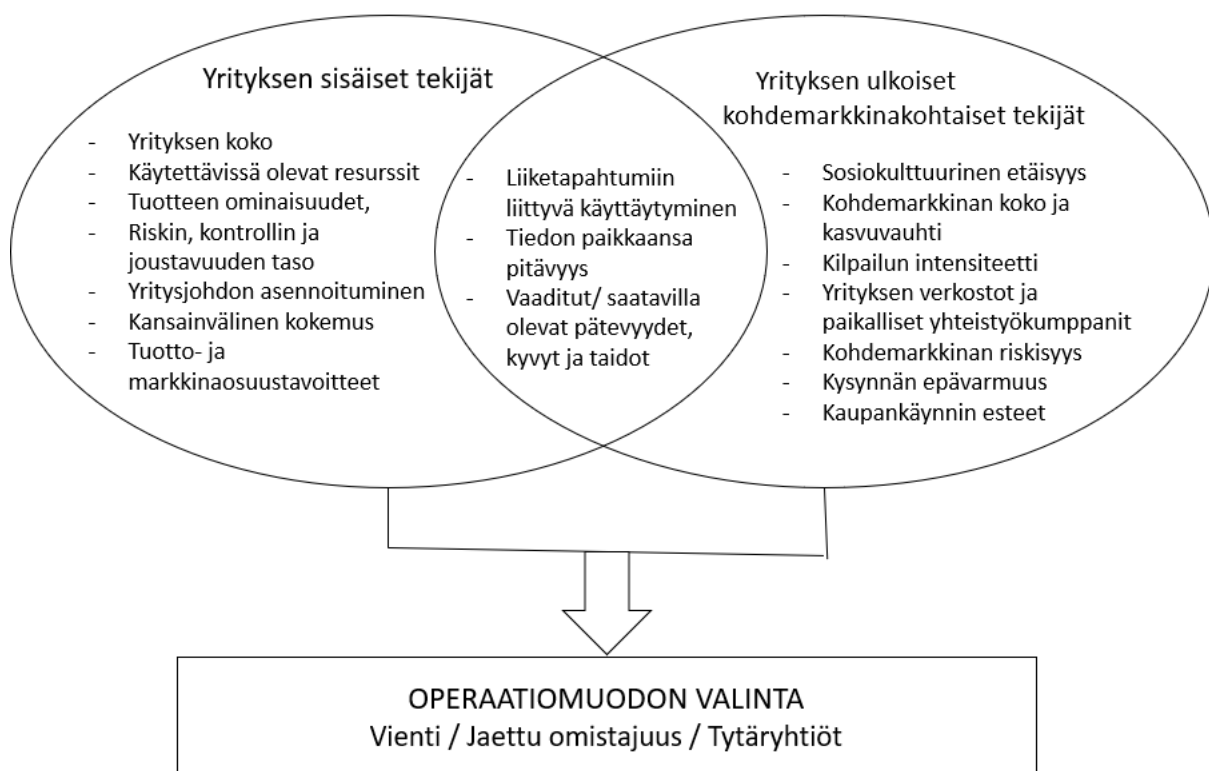 Yrityksen sisäiset tekijät
- Yrityksen koko
- Käytettävissä olevat resurssit
- Tuotteen ominaisuudet,
- Riskin, kontrollin ja
joustavuuden taso
- Yritysjohdon asennoituminen
- Kansainvälinen kokemus
- Tuotto- ja
markkinaosuustavoitteet
- Liiketapahtumiin
liittyvä käyttäytyminen
- Tiedon paikkaansa
pitävyys
- Vaaditut/ saatavilla
olevat pätevyydet,
kyvyt ja taidot
Yrityksen ulkoiset
kohdemarkkinakohtaiset tekijät
- Sosiokulttuurinen etäisyys
- Kohdemarkkinan koko ja
kasvuvauhti
- Kilpailun intensiteetti
- Yrityksen verkostot ja
paikalliset yhteistyökumppanit
- Kohdemarkkinan riskisyys
- Kysynnän epävarmuus
- Kaupankäynnin esteet
OPERAATIOMUODON VALINTA
Vienti / Jaettu omistajuus / Tytäryhtiöt